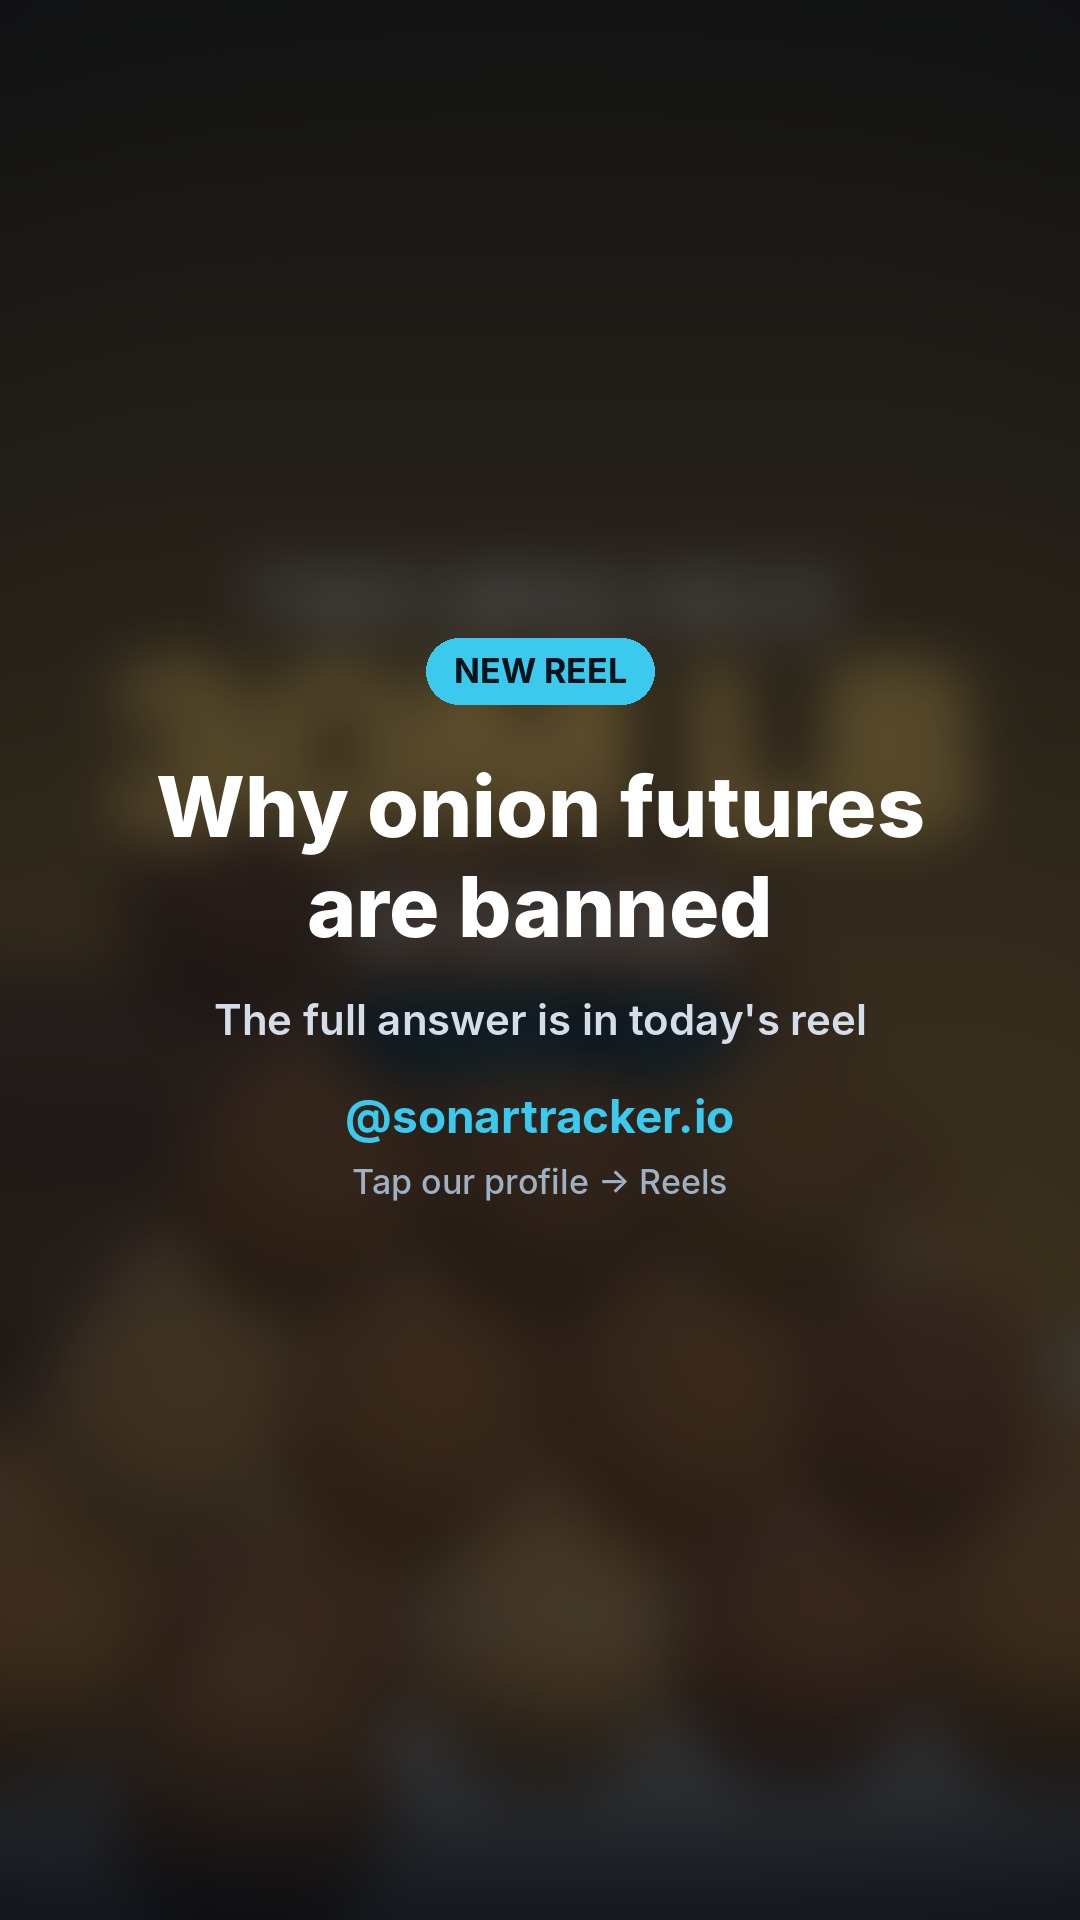 NEW REEL
Why onion futures
are banned
The full answer is in today's reel
@sonartracker.io
Tap our profile → Reels